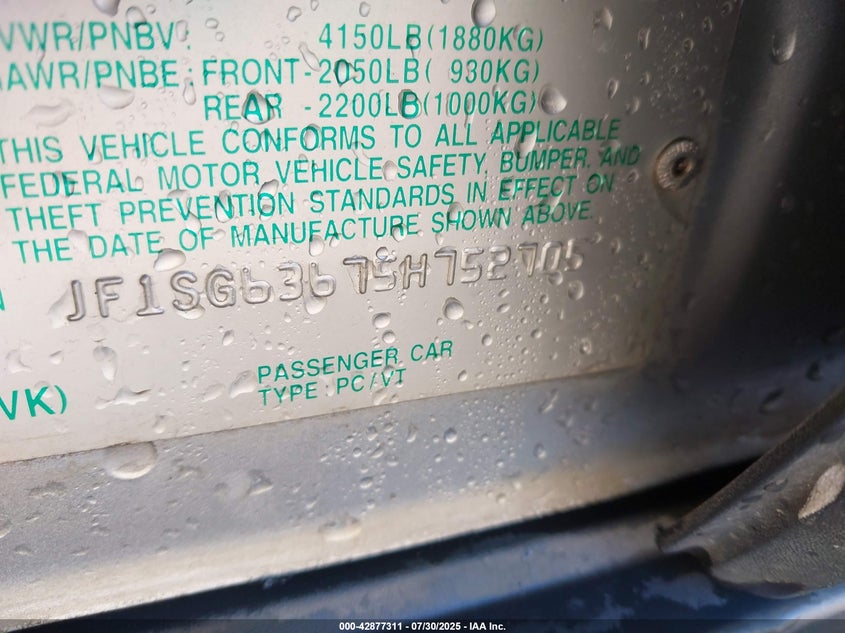 VWR/PNBV: 4150LB(1880KG)
AWR/PNBE: FRONT-2050LB( 930KG)
REAR -2200LB(1000KG)
THIS VEHICLE CONFORMS TO ALL APPLICABLE
FEDERAL MOTOR VEHICLE SAFETY, BUMPER, AND
THEFT PREVENTION STANDARDS IN EFFECT ON
THE DATE OF MANUFACTURE SHOWN ABOVE.
N JF1SG63675H752705
PASSENGER CAR
VK) TYPE:PC/VT
000-42877311 - 07/30/2025 - IAA Inc.